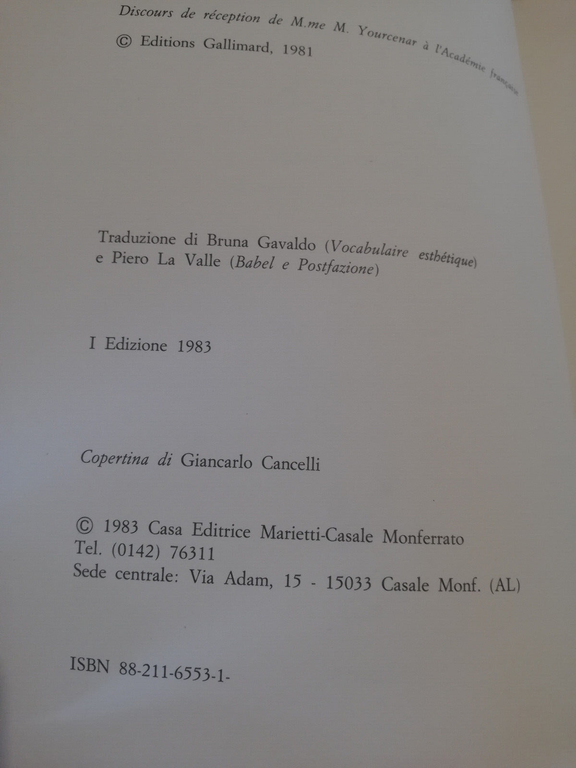 Discours de réception de M.me M. Yourcenar à l'Académie française
© Editions Gallimard, 1981
Traduzione di Bruna Gavaldo (Vocabulaire esthétique)
e Piero La Valle (Babel e Postfazione)
I Edizione 1983
Copertina di Giancarlo Cancelli
© 1983 Casa Editrice Marietti-Casale Monferrato
Tel. (0142) 76311
Sede centrale: Via Adam, 15 - 15033 Casale Monf. (AL)
ISBN 88-211-6553-1-